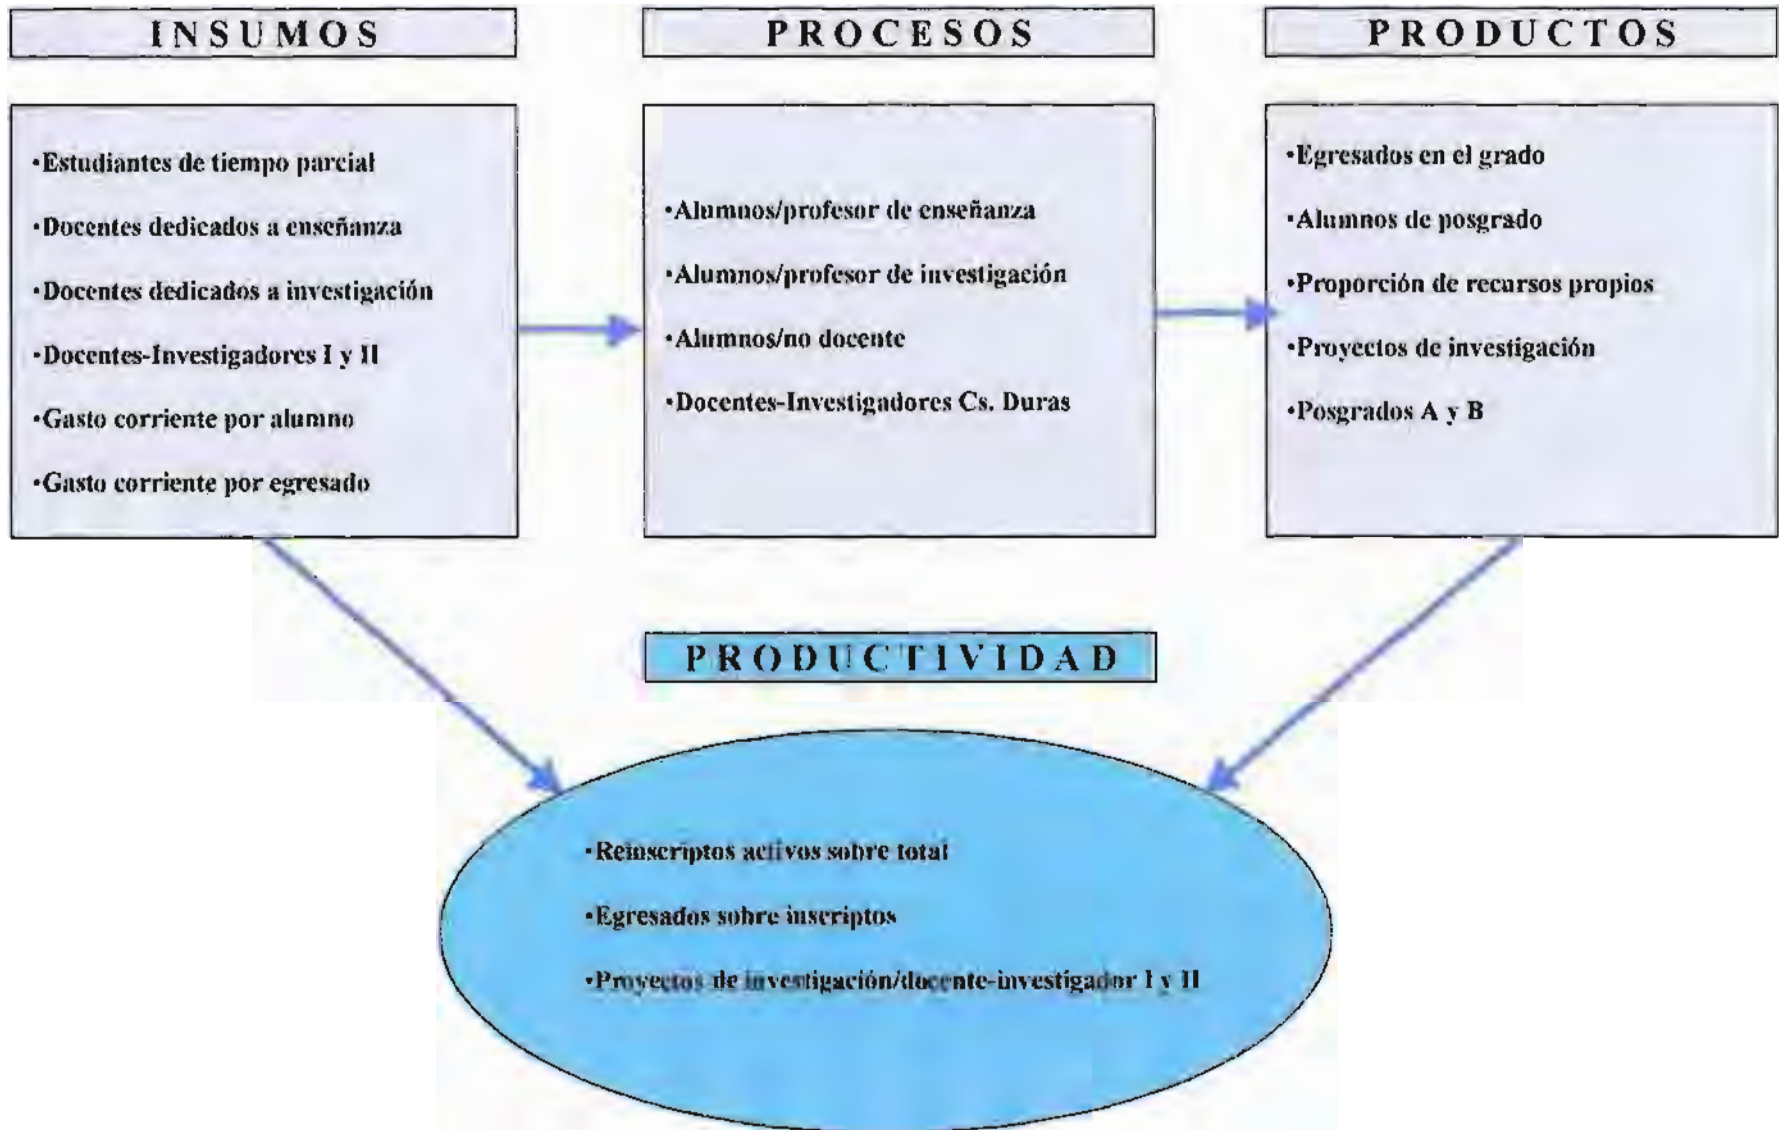 INSUMOS
PROCESOS
PRODUCTOS
•Estudiantes de tiempo parcial
•Docentes dedicados a enseñanza
•Docentes dedicados a investigación
•Docentes-Investigadores I y II
•Gasto corriente por alumno
•Gasto corriente por egresado
•Alumnos/profesor de enseñanza
•Alumnos/profesor de investigación
•Alumnos/no docente
•Docentes-Investigadores Cs. Duras
•Egresados en el grado
•Alumnos de posgrado
•Proporción de recursos propios
•Proyectos de investigación
•Posgrados A y B
PRODUCTIVIDAD
•Reinscriptos activos sobre total
•Egresados sobre inscriptos
•Proyectos de investigación/docente-investigador I y II